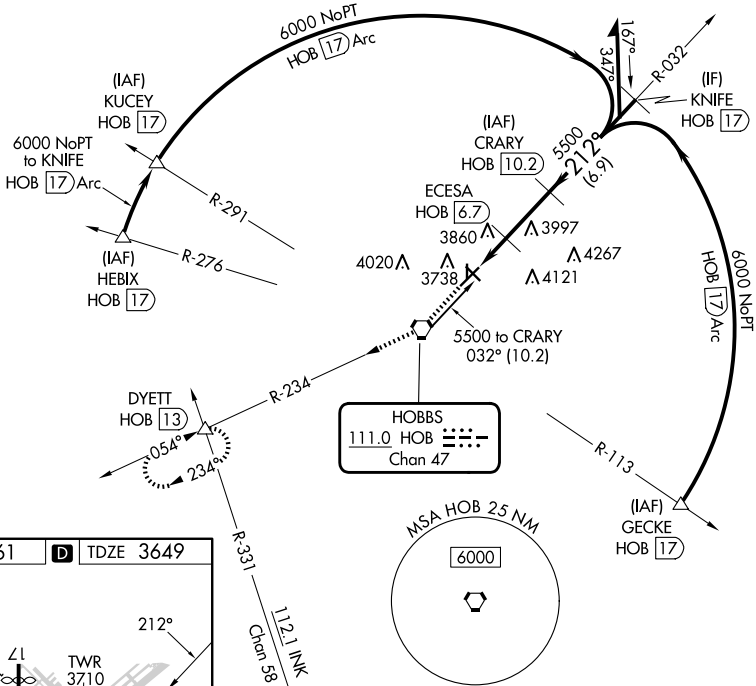 6000 NoPT
HOB 17 Arc
167°
347°
R-032
(IF)
KNIFE
HOB 17
(IAF)
KUCEY
HOB 17
6000 NoPT
to KNIFE
HOB 17 Arc
R-291
(IAF)
HEBIX
HOB 17
R-276
(IAF)
CRARY
HOB 10.2
5500
212°
(6.9)
ECESA
HOB 6.7
3860
3997
4020
3738
4267
4121
6000 NoPT
HOB 17 Arc
5500 to CRARY
032° (10.2)
R-234
DYETT
HOB 13
054°
234°
HOBBS
111.0 HOB
Chan 47
R-113
(IAF)
GECKE
HOB 17
R-331
112.1 INK
Chan 58
MSA HOB 25 NM
6000
61
D TDZE 3649
212°
17
TWR
3710